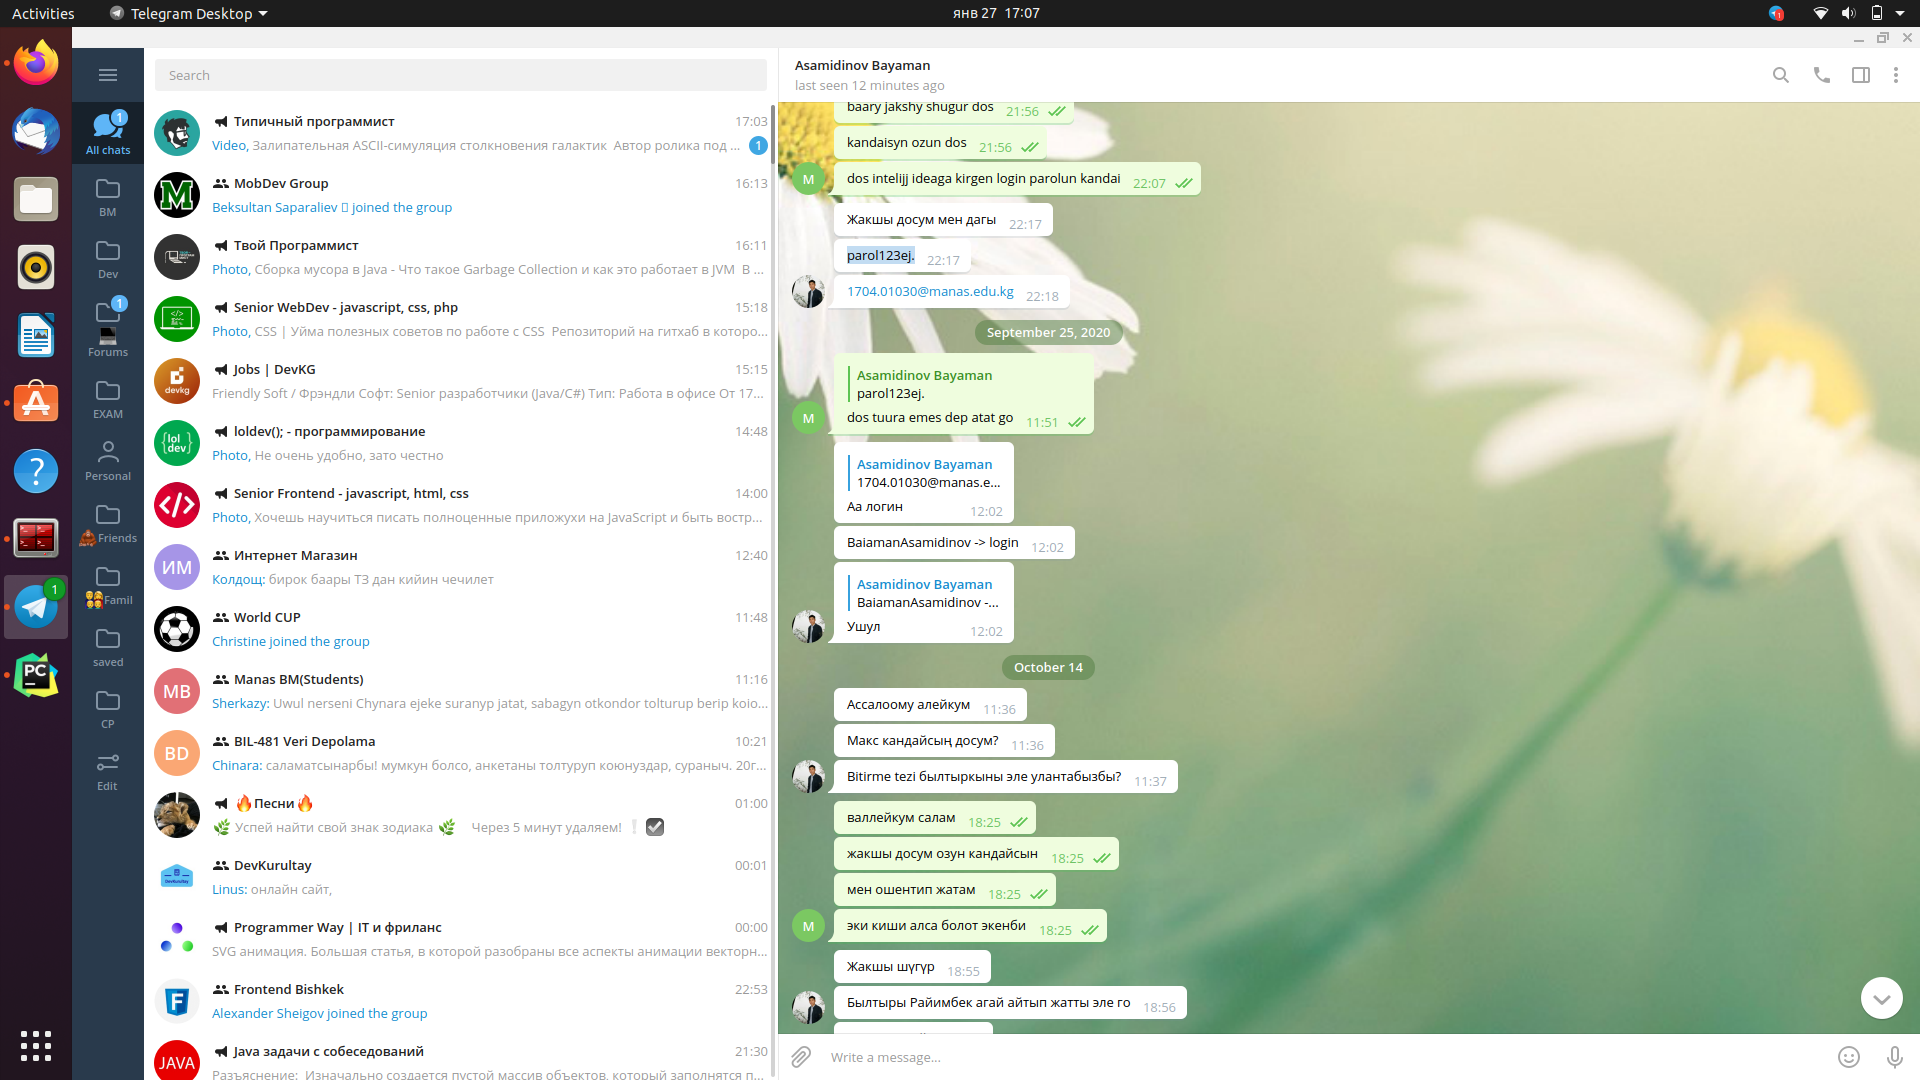 Activities
Telegram Desktop
янв 27 17:07
Search
All chats
1
BM
Dev
1
Forums
EXAM
Personal
Friends
Famil
saved
CP
Edit
1
PC
Типичный программист 17:03
Video, Залипательная ASCII-симуляция столкновения галактик Автор ролика под ... 1
MobDev Group 16:13
Beksultan Saparaliev joined the group
Твой Программист 16:11
Photo, Сборка мусора в Java - Что такое Garbage Collection и как это работает в JVM В ...
Senior WebDev - javascript, css, php 15:18
Photo, CSS | Уйма полезных советов по работе с CSS Репозиторий на гитхаб в которо...
devkg
Jobs | DevKG 15:15
Friendly Soft / Фрэндли Софт: Senior разработчики (Java/C#) Тип: Работа в офисе От 17...
{lol dev}
loldev(); - программирование 14:48
Photo, Не очень удобно, зато честно
</>
Senior Frontend - javascript, html, css 14:00
Photo, Хочешь научиться писать полноценные приложухи на JavaScript и быть востр...
ИМ
Интернет Магазин 12:40
Колдощ: бирок баары ТЗ дан кийин чечилет
World CUP 11:48
Christine joined the group
MB
Manas BM(Students) 11:16
Sherkazy: Uwul nerseni Chynara ejeke suranyp jatat, sabagyn otkondor tolturup berip koio...
BD
BIL-481 Veri Depolama 10:21
Chinara: саламатсынарбы! мумкун болсо, анкетаны толтуруп коюнуздар, сураныч. 20г...
Песни 01:00
Успей найти свой знак зодиака Через 5 минут удаляем!
DevKurultay 00:01
Linus: онлайн сайт,
Programmer Way | IT и фриланс 00:00
SVG анимация. Большая статья, в которой разобраны все аспекты анимации векторн...
Frontend Bishkek 22:53
Alexander Sheigov joined the group
JAVA
Java задачи с собеседований 21:30
Разъяснение: Изначально создается пустой массив объектов, который заполнятся п...
Asamidinov Bayaman
last seen 12 minutes ago
baary jakshy shugur dos 21:56
kandaisyn ozun dos 21:56
M
dos intelijj ideaga kirgen login parolun kandai 22:07
Жакшы досум мен дагы 22:17
parol123ej. 22:17
1704.01030@manas.edu.kg 22:18
September 25, 2020
Asamidinov Bayaman
parol123ej.
M
dos tuura emes dep atat go 11:51
Asamidinov Bayaman
1704.01030@manas.e...
Аа логин 12:02
BaiamanAsamidinov -> login 12:02
Asamidinov Bayaman
BaiamanAsamidinov -...
Ушул 12:02
October 14
Ассалоому алейкум 11:36
Макс кандайсың досум? 11:36
Bitirme tezi былтыркыны эле улантабызбы? 11:37
валлейкум салам 18:25
жакшы досум озун кандайсын 18:25
мен ошентип жатам 18:25
M
эки киши алса болот экенби 18:25
Жакшы шүгүр 18:55
Былтыры Райимбек агай айтып жатты эле го 18:56
Write a message...